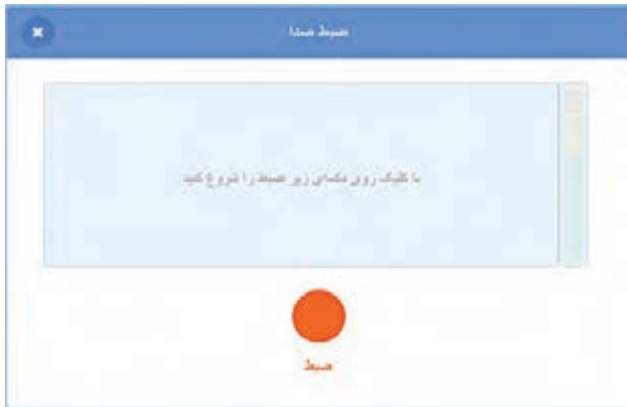 ضبط صدا
با کلیک روی دکمه‌ی زیر ضبط را شروع کنید
ضبط